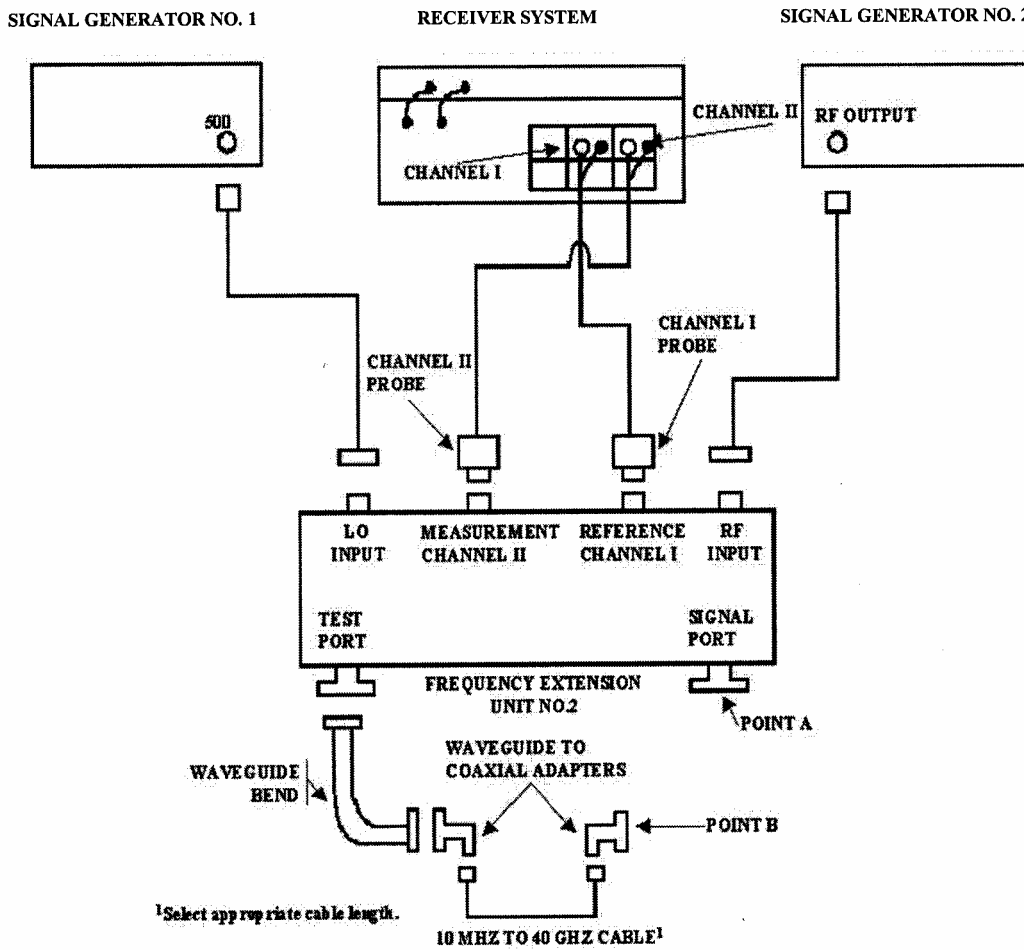 SIGNAL GENERATOR NO. 1
RECEIVER SYSTEM
SIGNAL GENERATOR NO. 2
50Ω
CHANNEL I
CHANNEL II
RF OUTPUT
CHANNEL II
PROBE
CHANNEL I
PROBE
LO
INPUT
MEASUREMENT
CHANNEL II
REFERENCE
CHANNEL I
RF
INPUT
TEST
PORT
SIGNAL
PORT
FREQUENCY EXTENSION
UNIT NO.2
POINT A
WAVEGUIDE
BEND
WAVEGUIDE TO
COAXIAL ADAPTERS
POINT B
¹Select appropriate cable length.
10 MHZ TO 40 GHZ CABLE¹